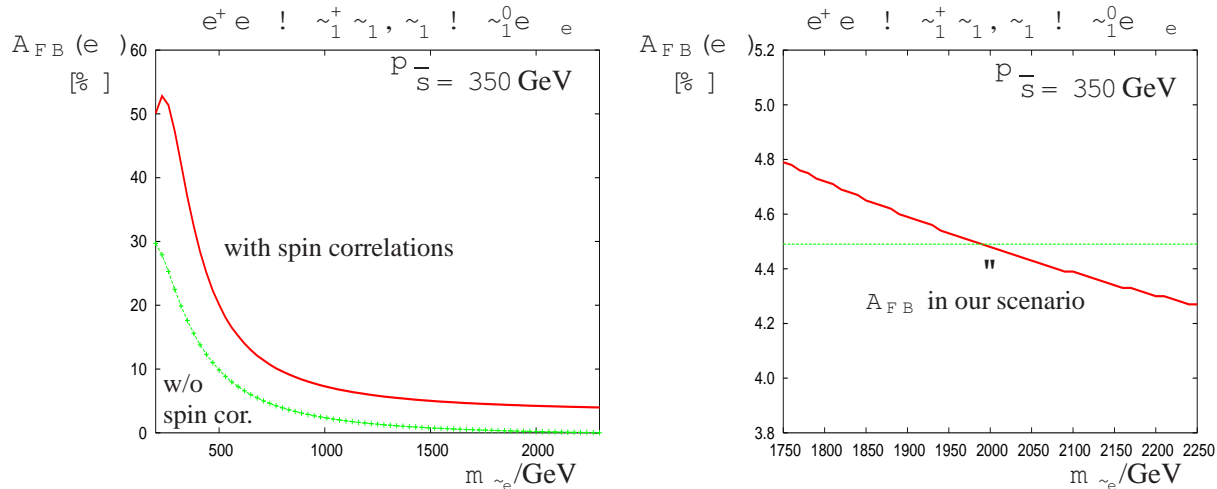 e⁺ e ! ~₁⁺ ~₁, ~₁ ! ~₁⁰ e e
A F B (e )
[% ]
p s = 350 GeV
60
50
40
30
20
10
0
with spin correlations
w/o
spin cor.
500 1000 1500 2000
m ~e /GeV
e⁺ e ! ~₁⁺ ~₁, ~₁ ! ~₁⁰ e e
A F B (e )
[% ]
p s = 350 GeV
5.2
5.0
4.8
4.6
4.4
4.2
4.0
3.8
"
A F B in our scenario
1750 1800 1850 1900 1950 2000 2050 2100 2150 2200 2250
m ~e /GeV